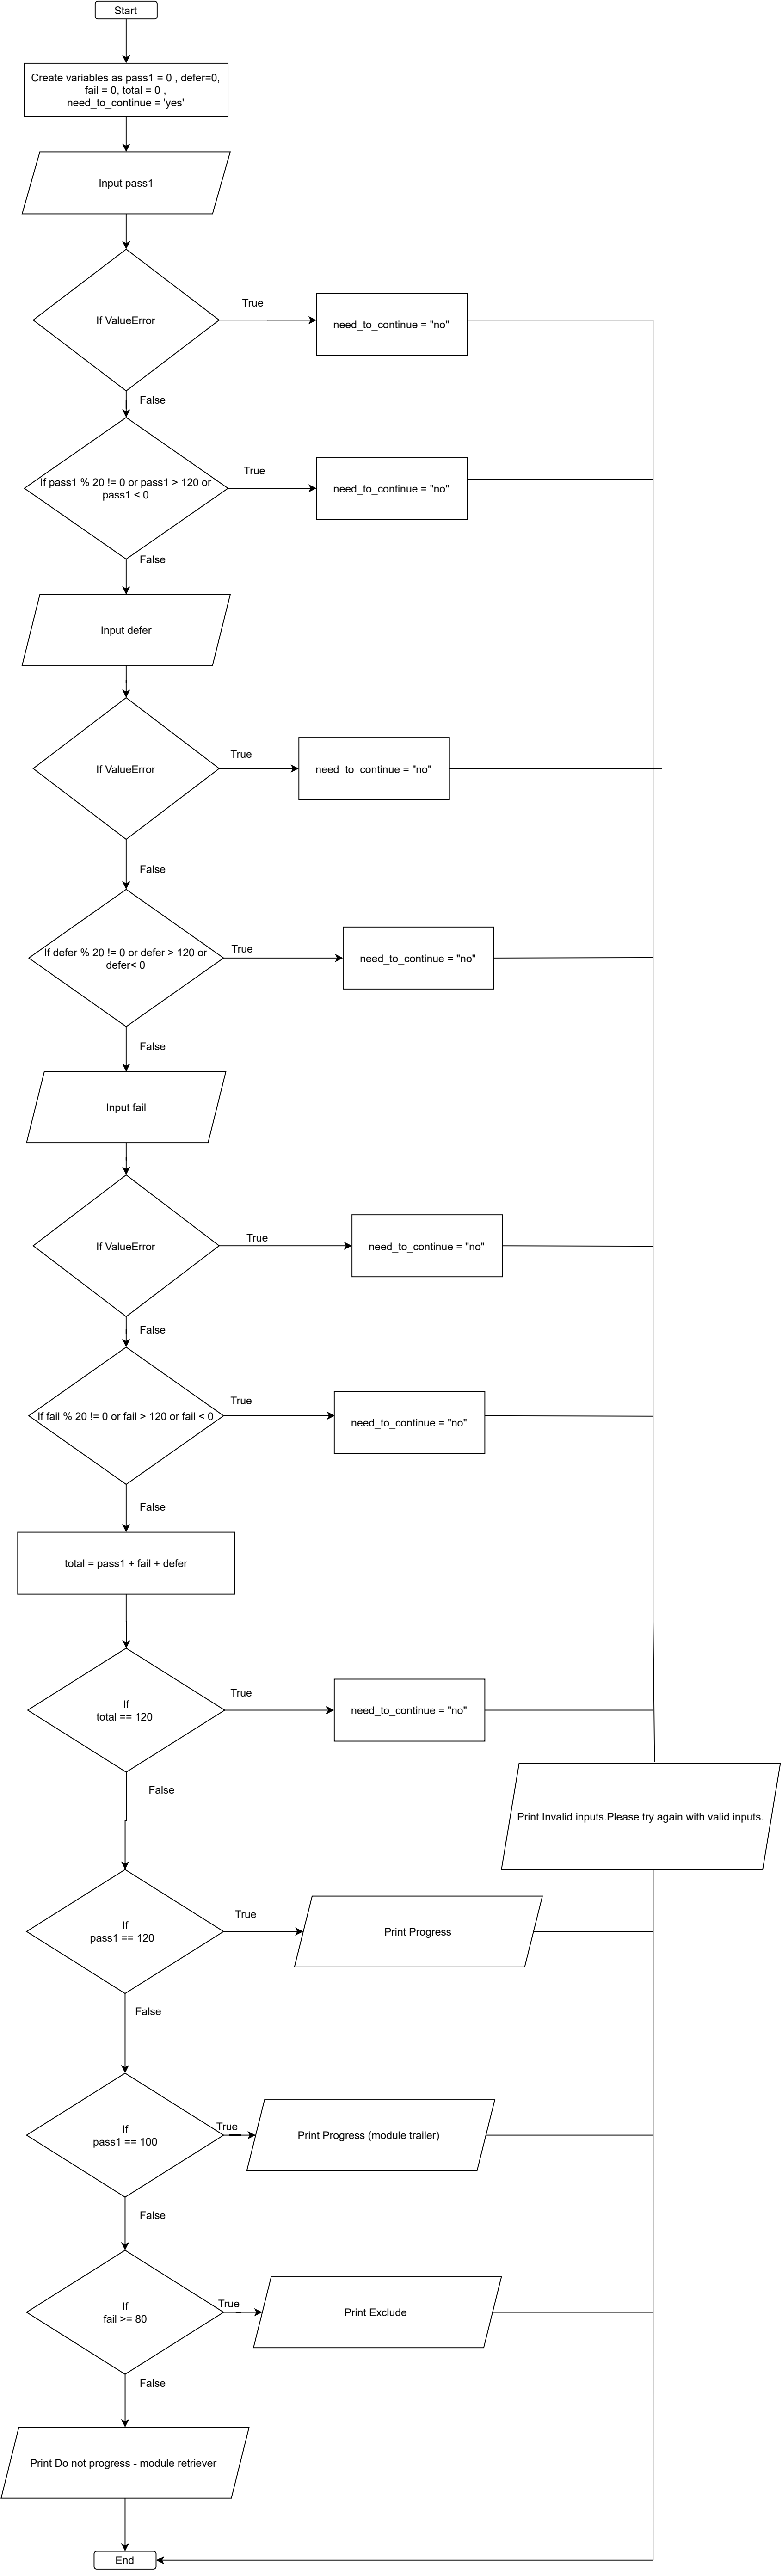 Start
Create variables as pass1 = 0 , defer=0,
fail = 0, total = 0 ,
need_to_continue = 'yes'
Input pass1
If ValueError
True
need_to_continue = "no"
False
If pass1 % 20 != 0 or pass1 > 120 or
pass1 < 0
True
need_to_continue = "no"
False
Input defer
If ValueError
True
need_to_continue = "no"
False
If defer % 20 != 0 or defer > 120 or
defer< 0
True
need_to_continue = "no"
False
Input fail
If ValueError
True
need_to_continue = "no"
False
If fail % 20 != 0 or fail > 120 or fail < 0
True
need_to_continue = "no"
False
total = pass1 + fail + defer
If
total == 120
True
need_to_continue = "no"
False
Print Invalid inputs.Please try again with valid inputs.
If
pass1 == 120
True
Print Progress
False
If
pass1 == 100
True
Print Progress (module trailer)
False
If
fail >= 80
True
Print Exclude
False
Print Do not progress - module retriever
End